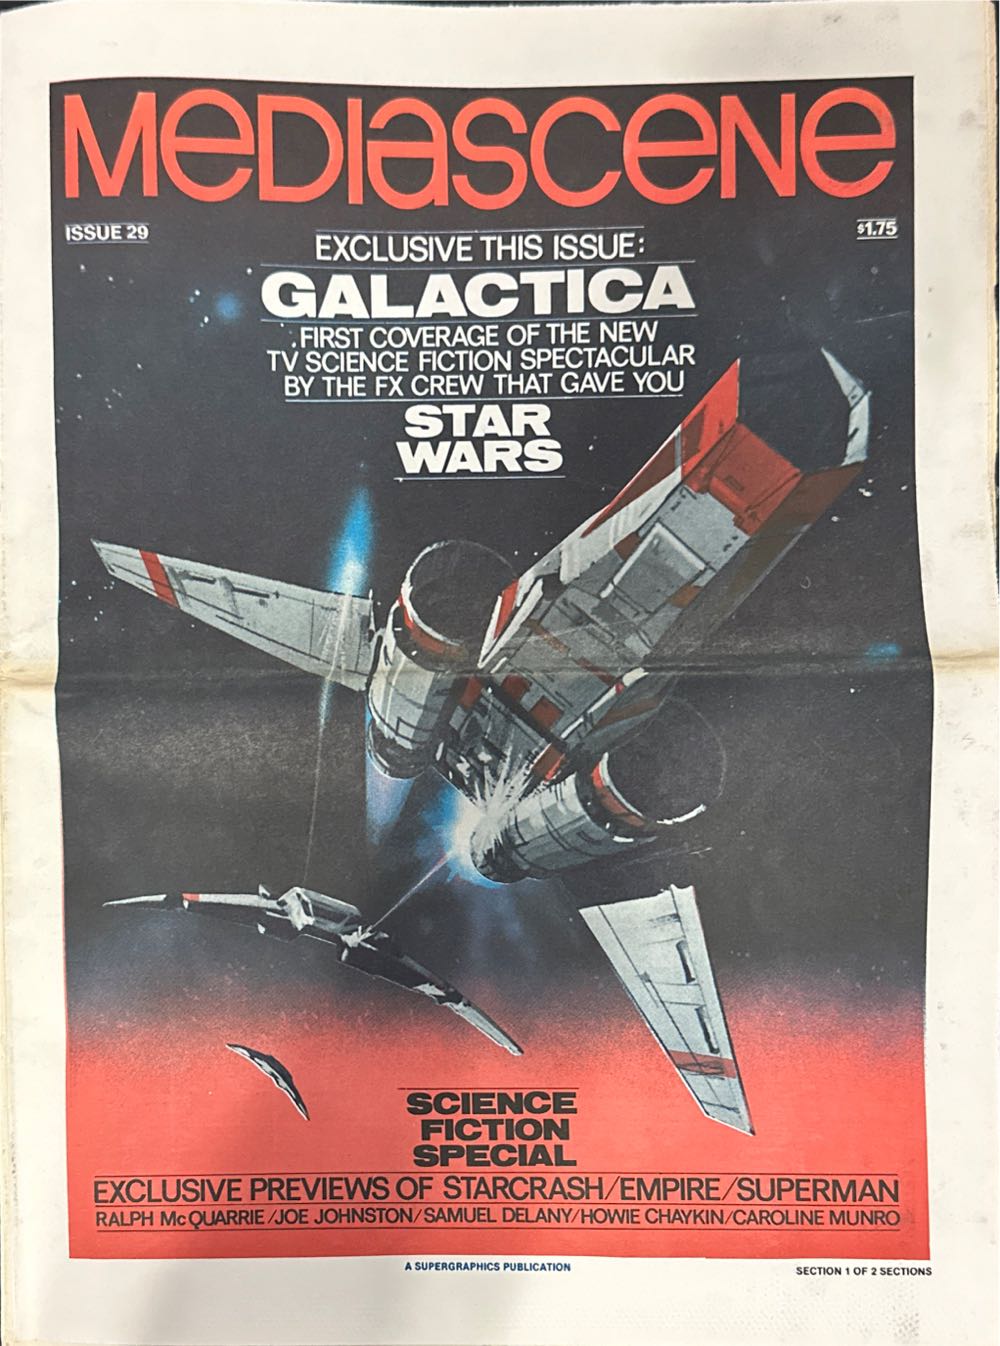 MeDIaSCeNe
ISSUE 29
$1.75
EXCLUSIVE THIS ISSUE:
GALACTICA
FIRST COVERAGE OF THE NEW
TV SCIENCE FICTION SPECTACULAR
BY THE FX CREW THAT GAVE YOU
STAR
WARS
SCIENCE
FICTION
SPECIAL
EXCLUSIVE PREVIEWS OF STARCRASH/EMPIRE/SUPERMAN
RALPH McQUARRIE/JOE JOHNSTON/SAMUEL DELANY/HOWIE CHAYKIN/CAROLINE MUNRO
A SUPERGRAPHICS PUBLICATION
SECTION 1 OF 2 SECTIONS